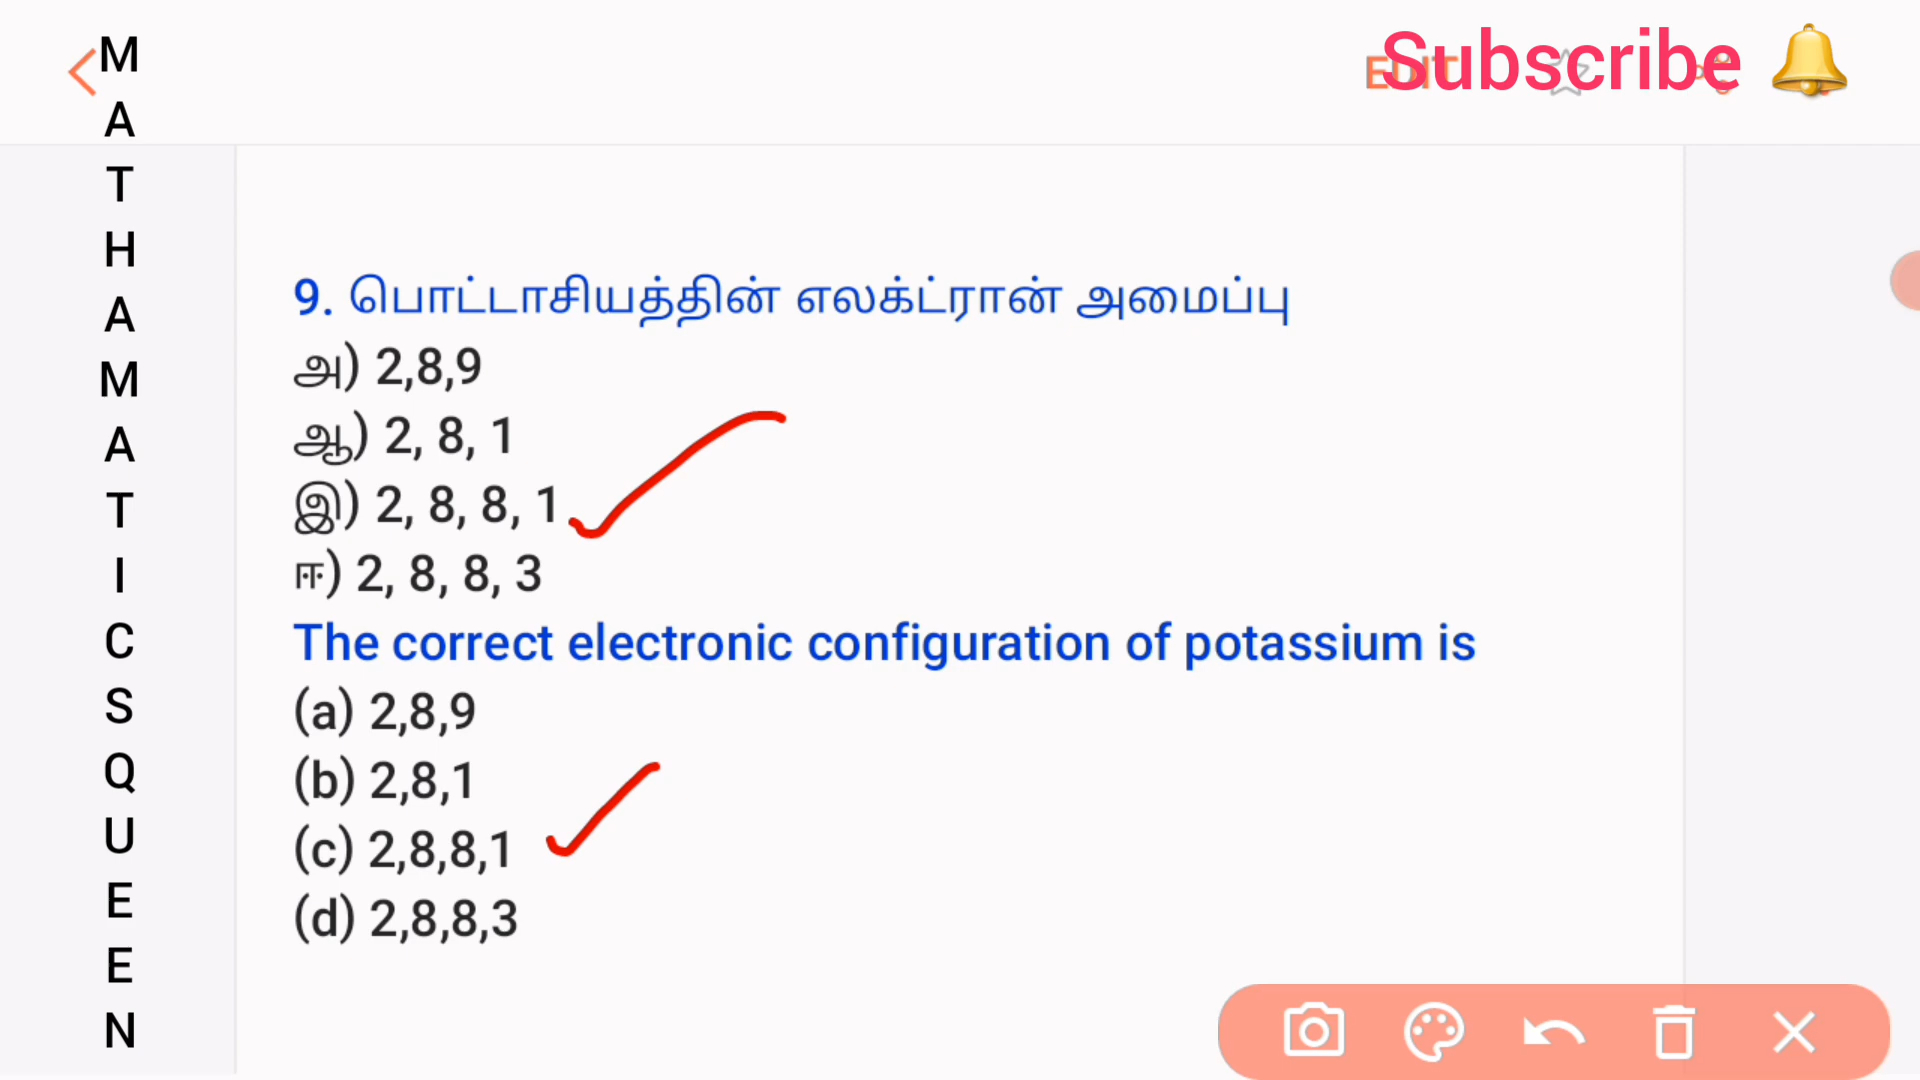 MATHAMATICSQUEEN
Subscribe 🔔
9. பொட்டாசியத்தின் எலக்ட்ரான் அமைப்பு
அ) 2,8,9
ஆ) 2, 8, 1
இ) 2, 8, 8, 1
ஈ) 2, 8, 8, 3
The correct electronic configuration of potassium is
(a) 2,8,9
(b) 2,8,1
(c) 2,8,8,1
(d) 2,8,8,3